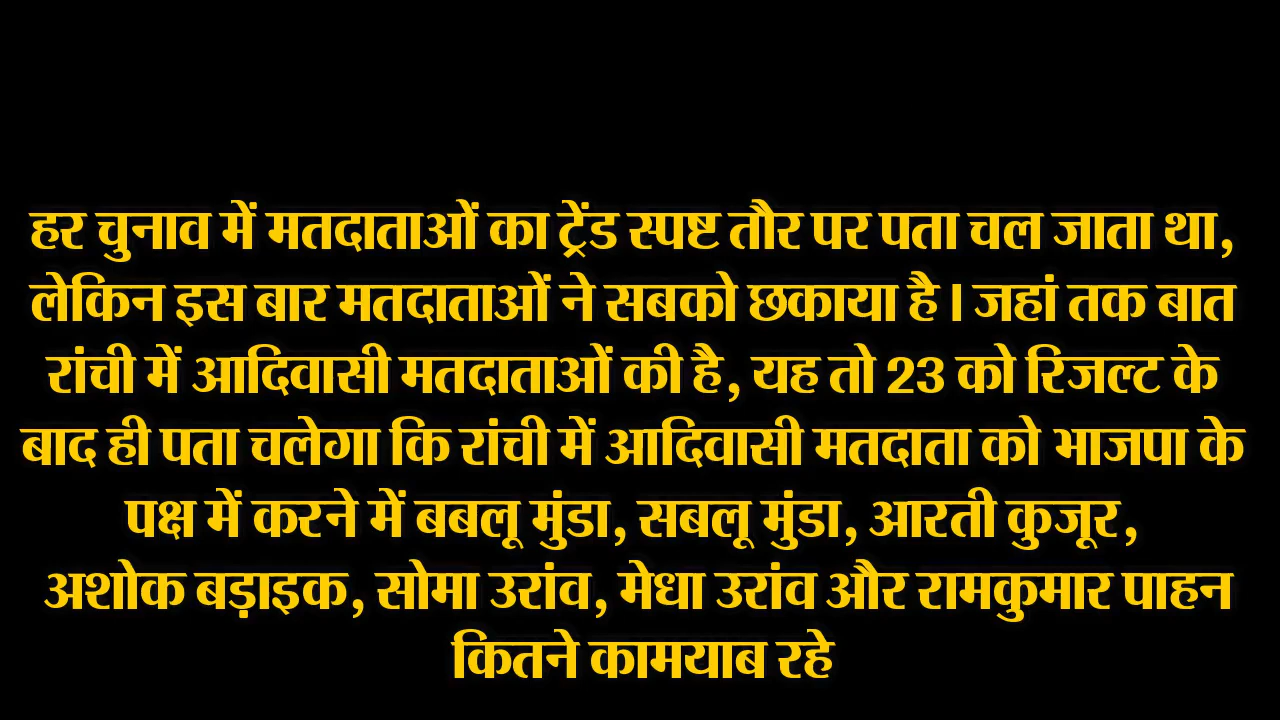 हर चुनाव में मतदाताओं का ट्रेंड स्पष्ट तौर पर पता चल जाता था,
लेकिन इस बार मतदाताओं ने सबको छकाया है । जहां तक बात
रांची में आदिवासी मतदाताओं की है, यह तो 23 को रिजल्ट के
बाद ही पता चलेगा कि रांची में आदिवासी मतदाता को भाजपा के
पक्ष में करने में बबलू मुंडा, सबलू मुंडा, आरती कुजूर,
अशोक बड़ाइक, सोमा उरांव, मेधा उरांव और रामकुमार पाहन
कितने कामयाब रहे